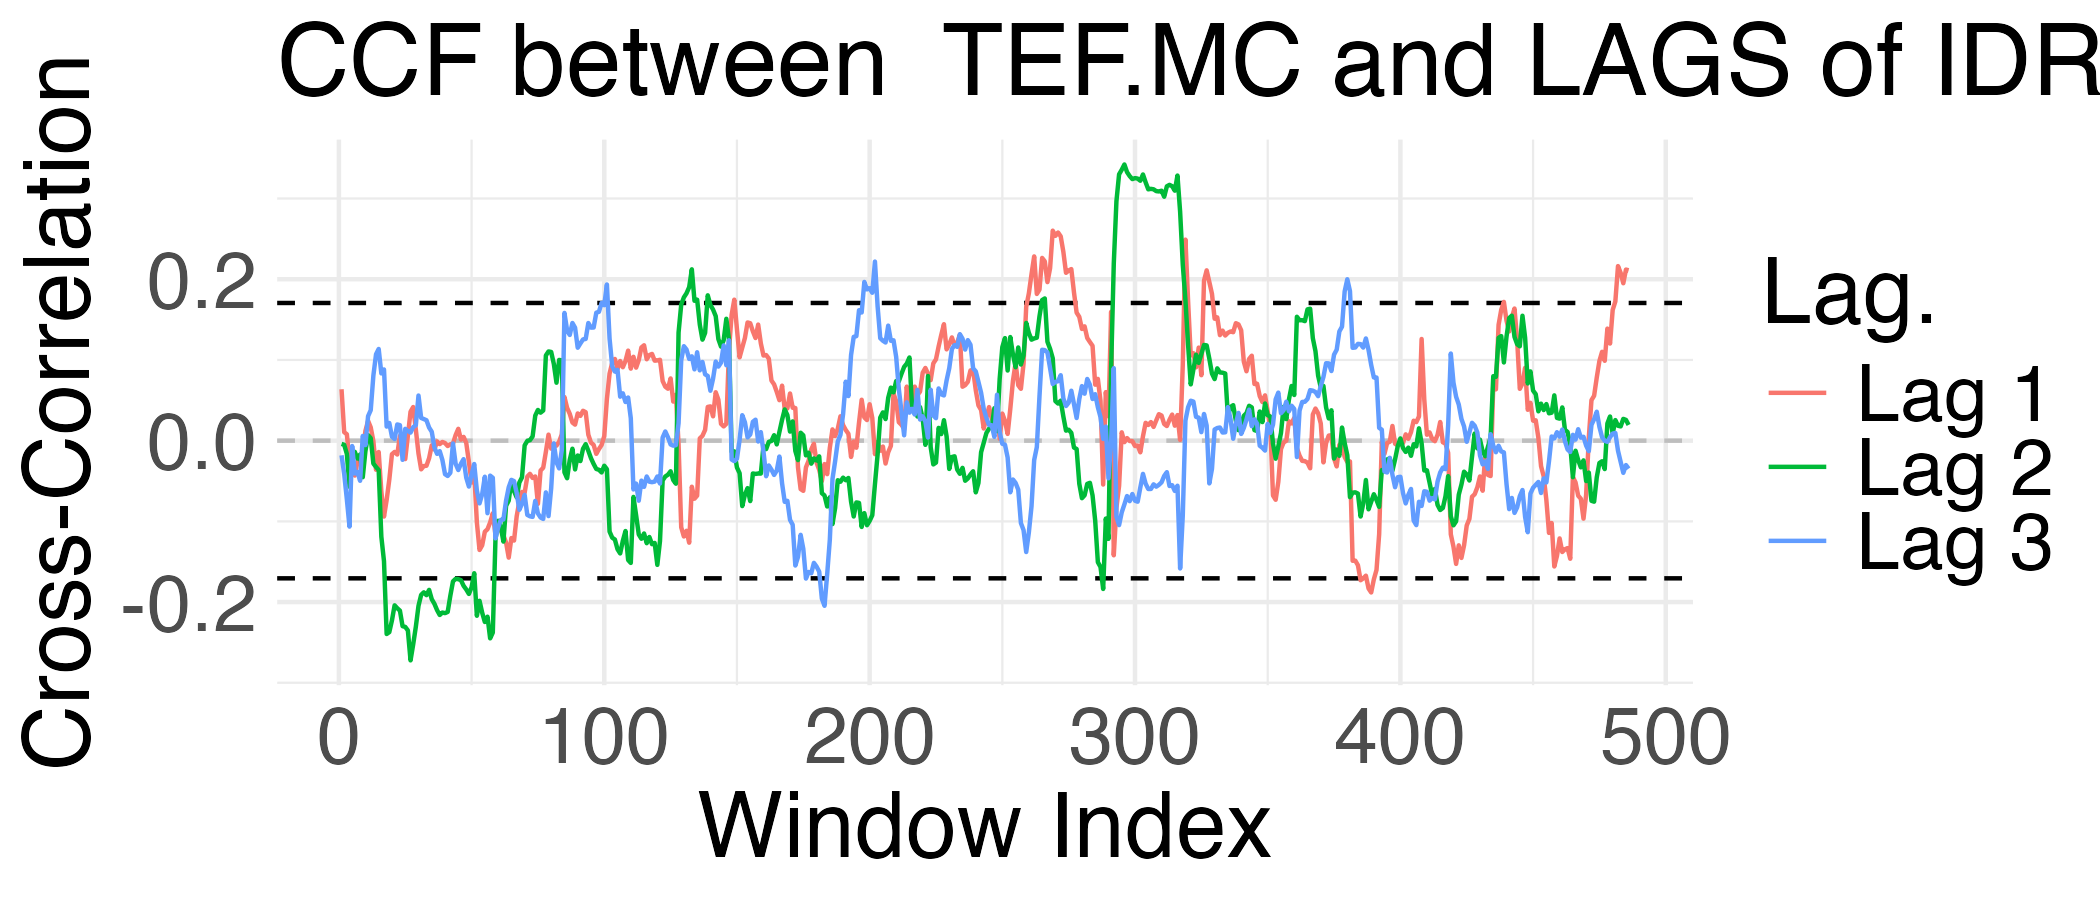 CCF between  TEF.MC and LAGS of IDR
Cross-Correlation
0.2
0.0
-0.2
0
100
200
300
400
500
Window Index
Lag.
Lag 1
Lag 2
Lag 3